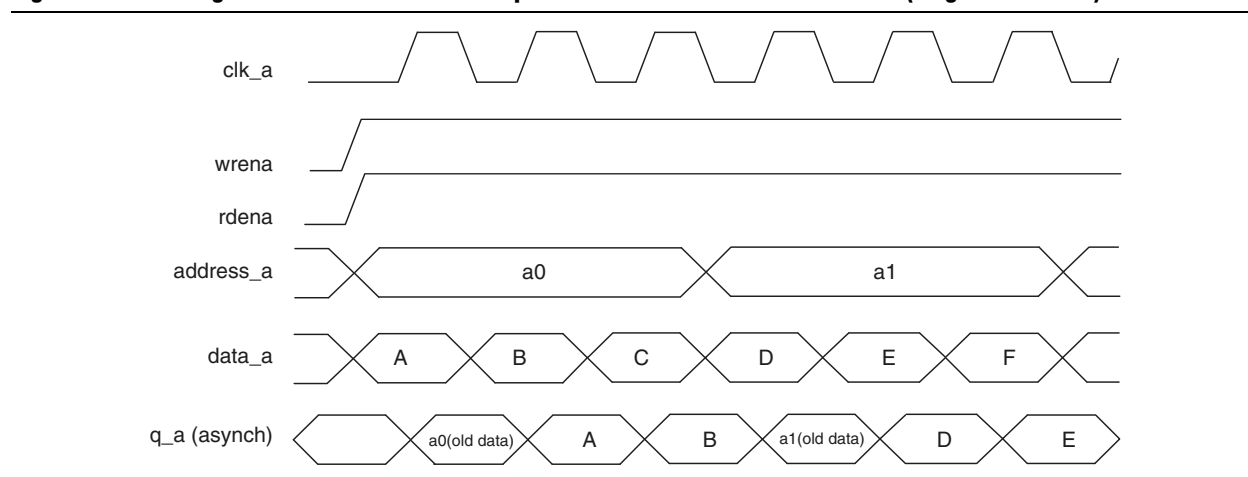 clk_a
wrena
rdena
address_a a0 a1
data_a A B C D E F
q_a (asynch) a0(old data) A B a1(old data) D E